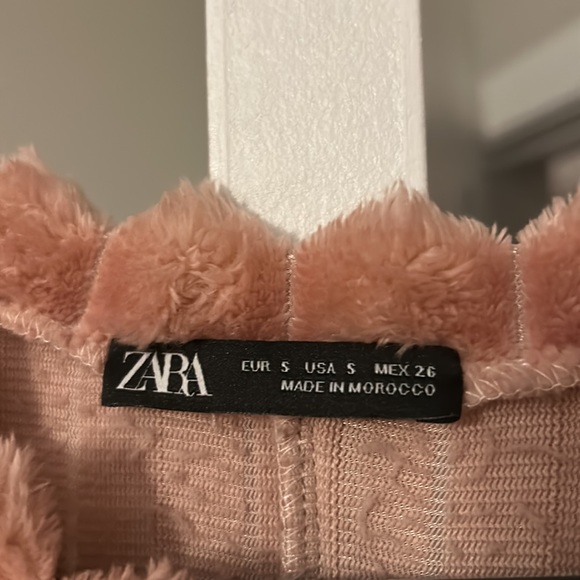 ZARA
EUR S USA S MEX 26
MADE IN MOROCCO